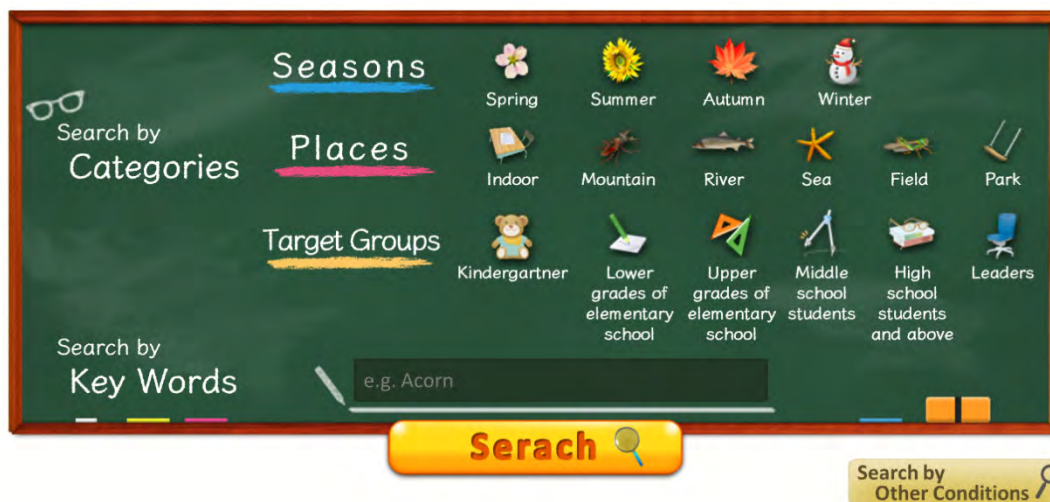 Seasons
Spring Summer Autumn Winter
Search by
Categories
Places
Indoor Mountain River Sea Field Park
Target Groups
Kindergartner Lower Upper Middle High Leaders
grades of grades of school school
elementary elementary students students
school school and above
Search by
Key Words
e.g. Acorn
Serach
Search by
Other Conditions